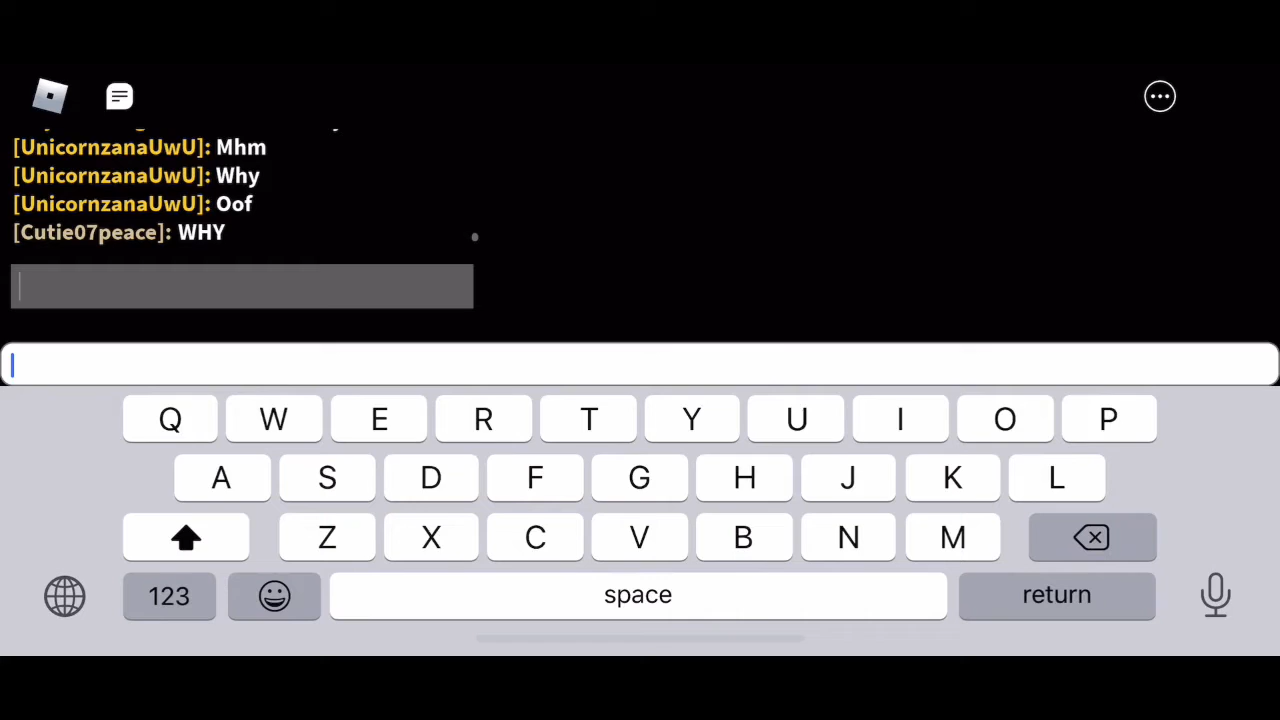 [UnicornzanaUwU]: Mhm
[UnicornzanaUwU]: Why
[UnicornzanaUwU]: Oof
[Cutie07peace]: WHY
Q W E R T Y U I O P
A S D F G H J K L
Z X C V B N M
123 space return